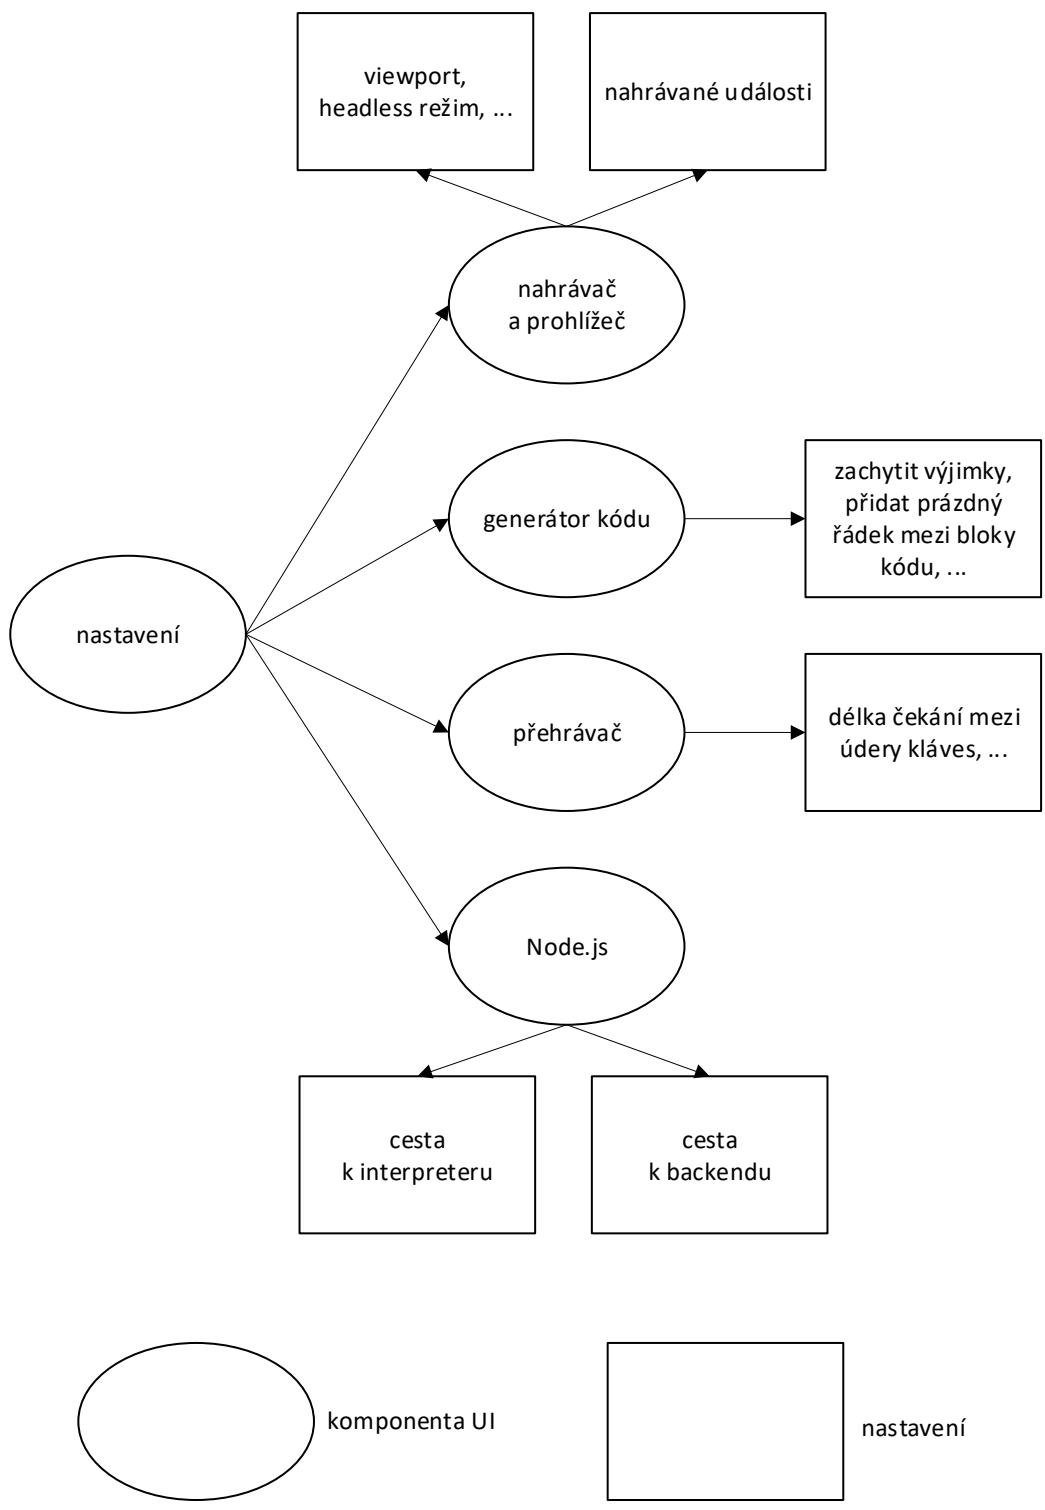 viewport,
headless režim, ...
nahrávané události
nahrávač
a prohlížeč
generátor kódu
zachytit výjimky,
přidat prázdný
řádek mezi bloky
kódu, ...
nastavení
přehrávač
délka čekání mezi
údery kláves, ...
Node.js
cesta
k interpreteru
cesta
k backendu
komponenta UI
nastavení